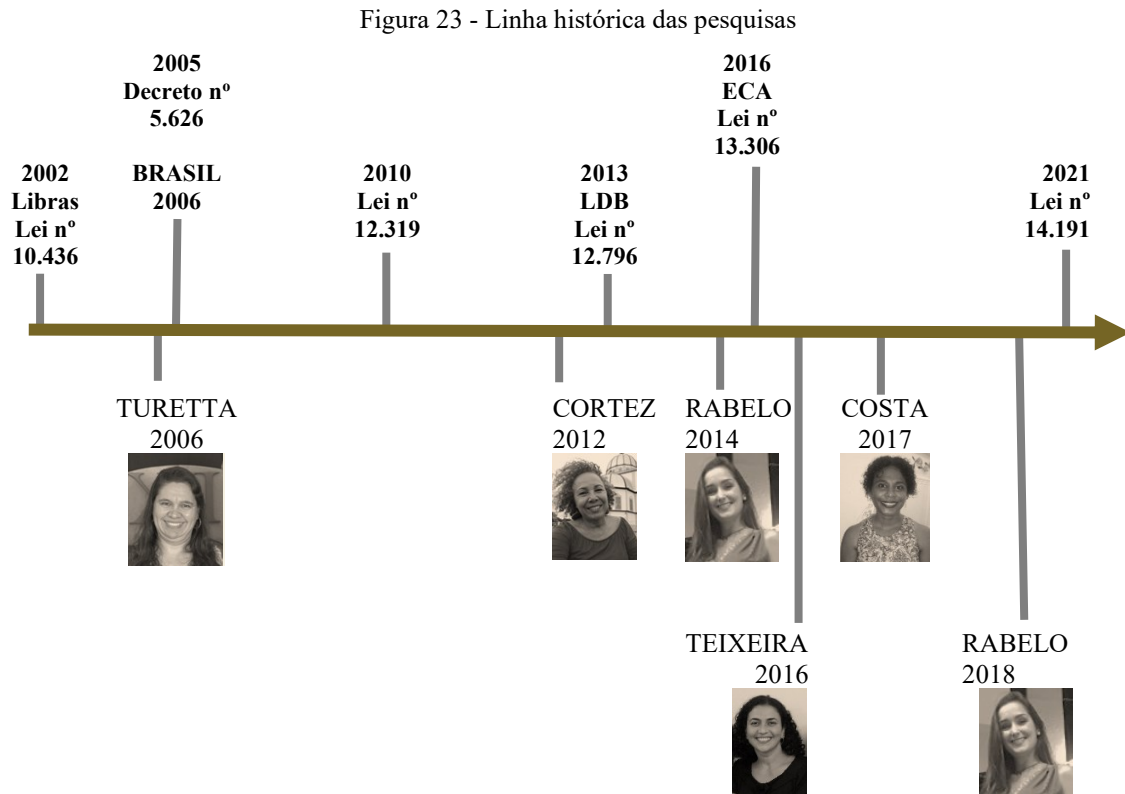 Figura 23 - Linha histórica das pesquisas
2002
Libras
Lei nº
10.436
2005
Decreto nº
5.626
BRASIL
2006
2010
Lei nº
12.319
2013
LDB
Lei nº
12.796
2016
ECA
Lei nº
13.306
2021
Lei nº
14.191
TURETTA
2006
CORTEZ
2012
RABELO
2014
TEIXEIRA
2016
COSTA
2017
RABELO
2018